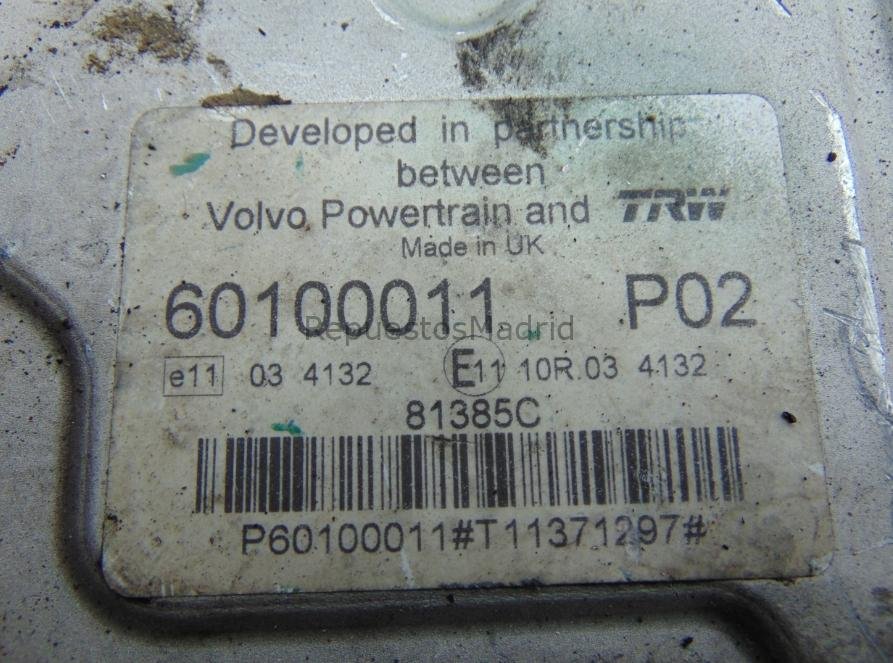 Developed in partnership
between
Volvo Powertrain and TRW
Made in UK
60100011 P02
RepuestosMadrid
e11 03 4132 E11 10R.03 4132
81385C
P60100011#T11371297#